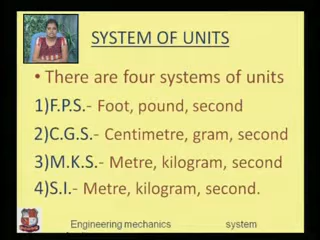 SYSTEM OF UNITS
• There are four systems of units
1)F.P.S.- Foot, pound, second
2)C.G.S.- Centimetre, gram, second
3)M.K.S.- Metre, kilogram, second
4)S.I.- Metre, kilogram, second.
Engineering mechanics system